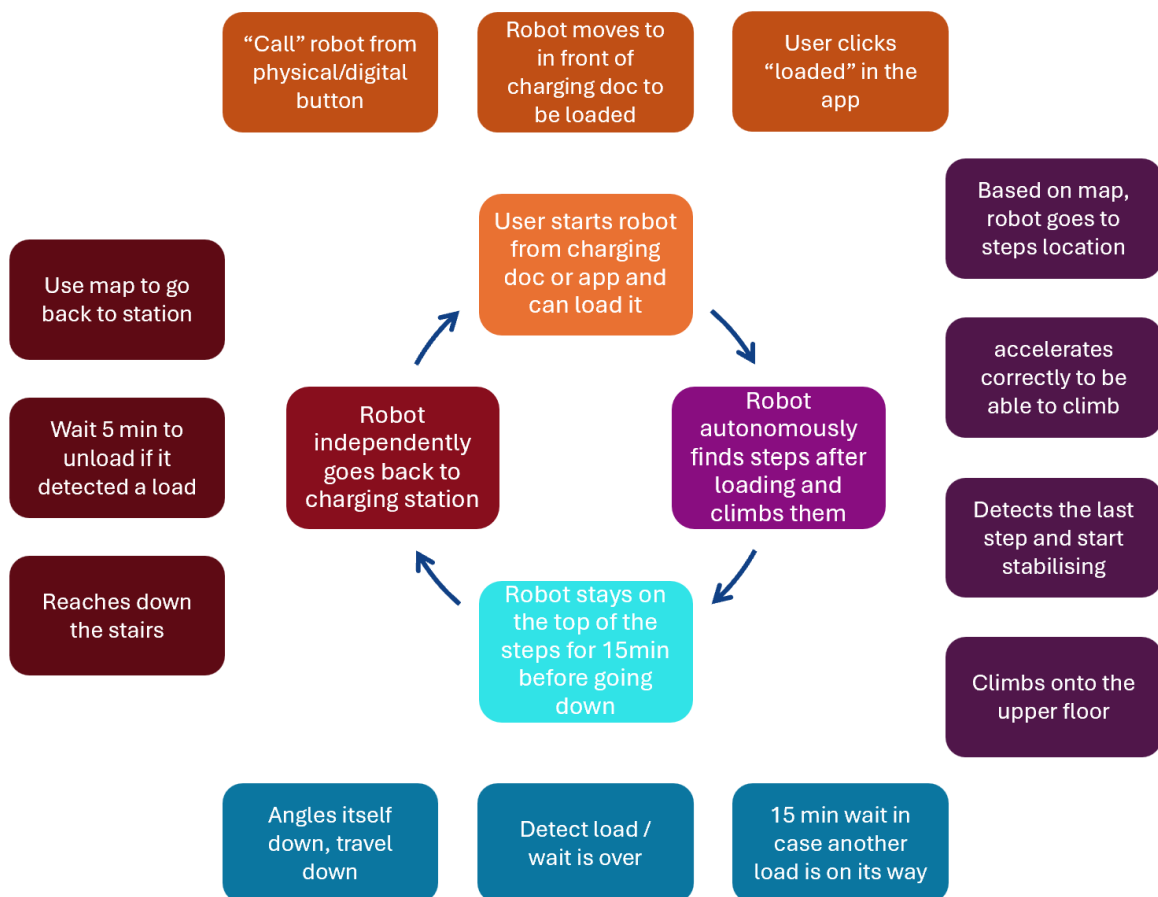 “Call” robot from
physical/digital
button
Robot moves to
in front of
charging doc to
be loaded
User clicks
“loaded” in the
app
User starts robot
from charging
doc or app and
can load it
Based on map,
robot goes to
steps location
accelerates
correctly to be
able to climb
Detects the last
step and start
stabilising
Climbs onto the
upper floor
Robot
autonomously
finds steps after
loading and
climbs them
Robot stays on
the top of the
steps for 15min
before going
down
15 min wait in
case another
load is on its way
Detect load /
wait is over
Angles itself
down, travel
down
Robot
independently
goes back to
charging station
Reaches down
the stairs
Wait 5 min to
unload if it
detected a load
Use map to go
back to station